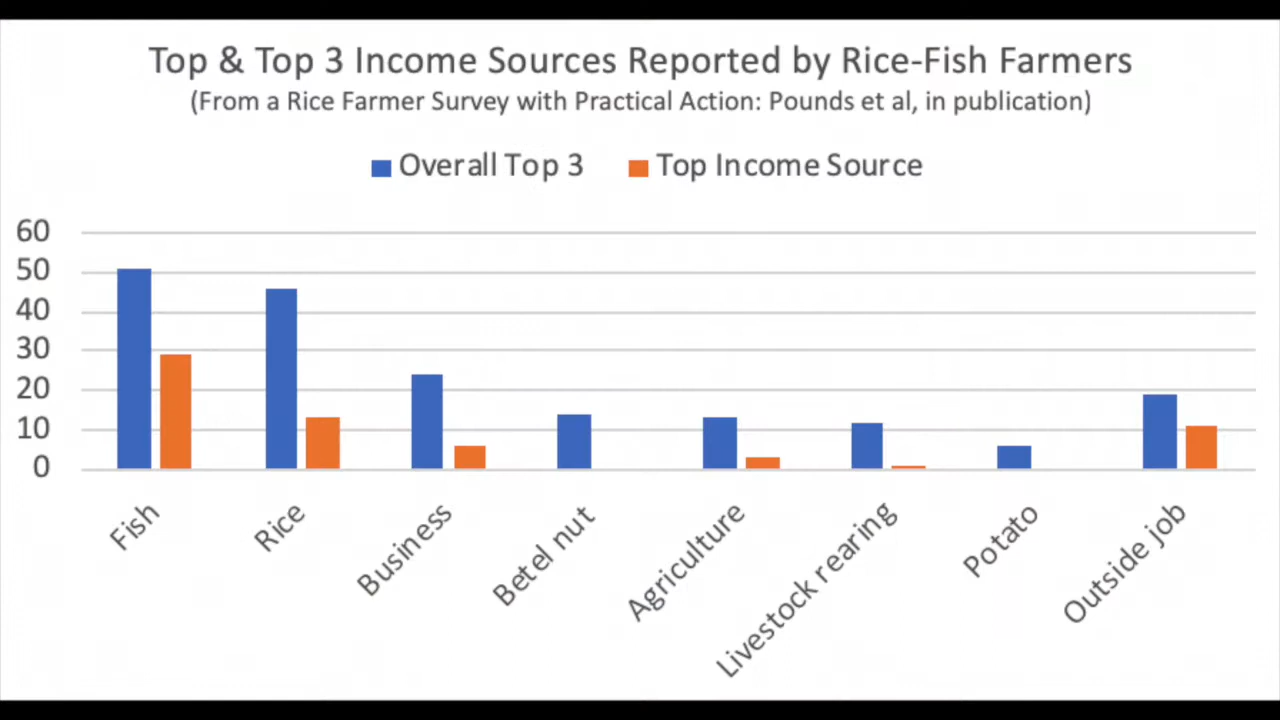 Top & Top 3 Income Sources Reported by Rice-Fish Farmers
(From a Rice Farmer Survey with Practical Action: Pounds et al, in publication)
Overall Top 3 Top Income Source
60
50
40
30
20
10
0
Fish Rice Business Betel nut Agriculture Livestock rearing Potato Outside job